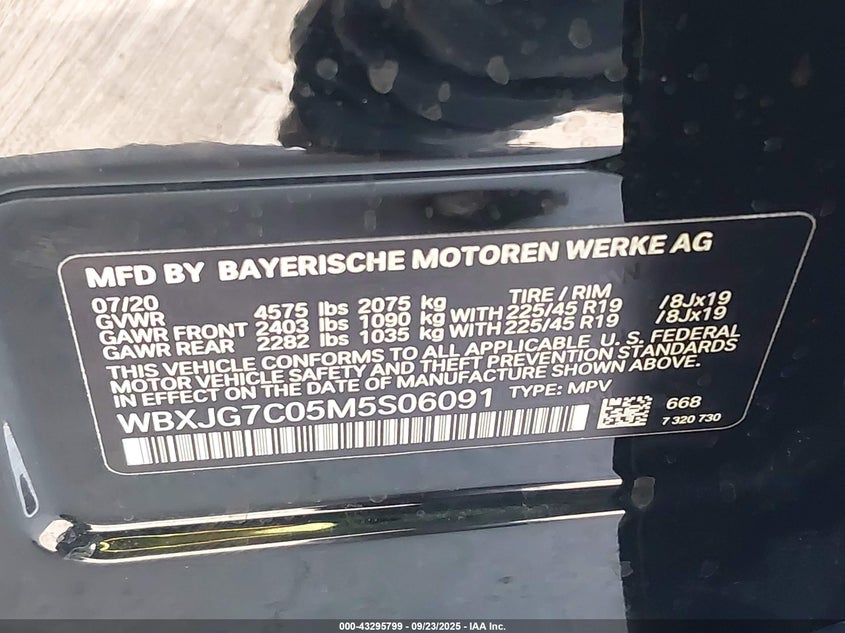 MFD BY BAYERISCHE MOTOREN WERKE AG
07/20 TIRE / RIM
GVWR 4575 lbs 2075 kg
GAWR FRONT 2403 lbs 1090 kg WITH 225/45 R19 /8Jx19
GAWR REAR 2282 lbs 1035 kg WITH 225/45 R19 /8Jx19
THIS VEHICLE CONFORMS TO ALL APPLICABLE U. S. FEDERAL
MOTOR VEHICLE SAFETY AND THEFT PREVENTION STANDARDS
IN EFFECT ON THE DATE OF MANUFACTURE SHOWN ABOVE.
WBXJG7C05M5S06091 TYPE: MPV
668
7 320 730
000-43295799 - 09/23/2025 - IAA Inc.